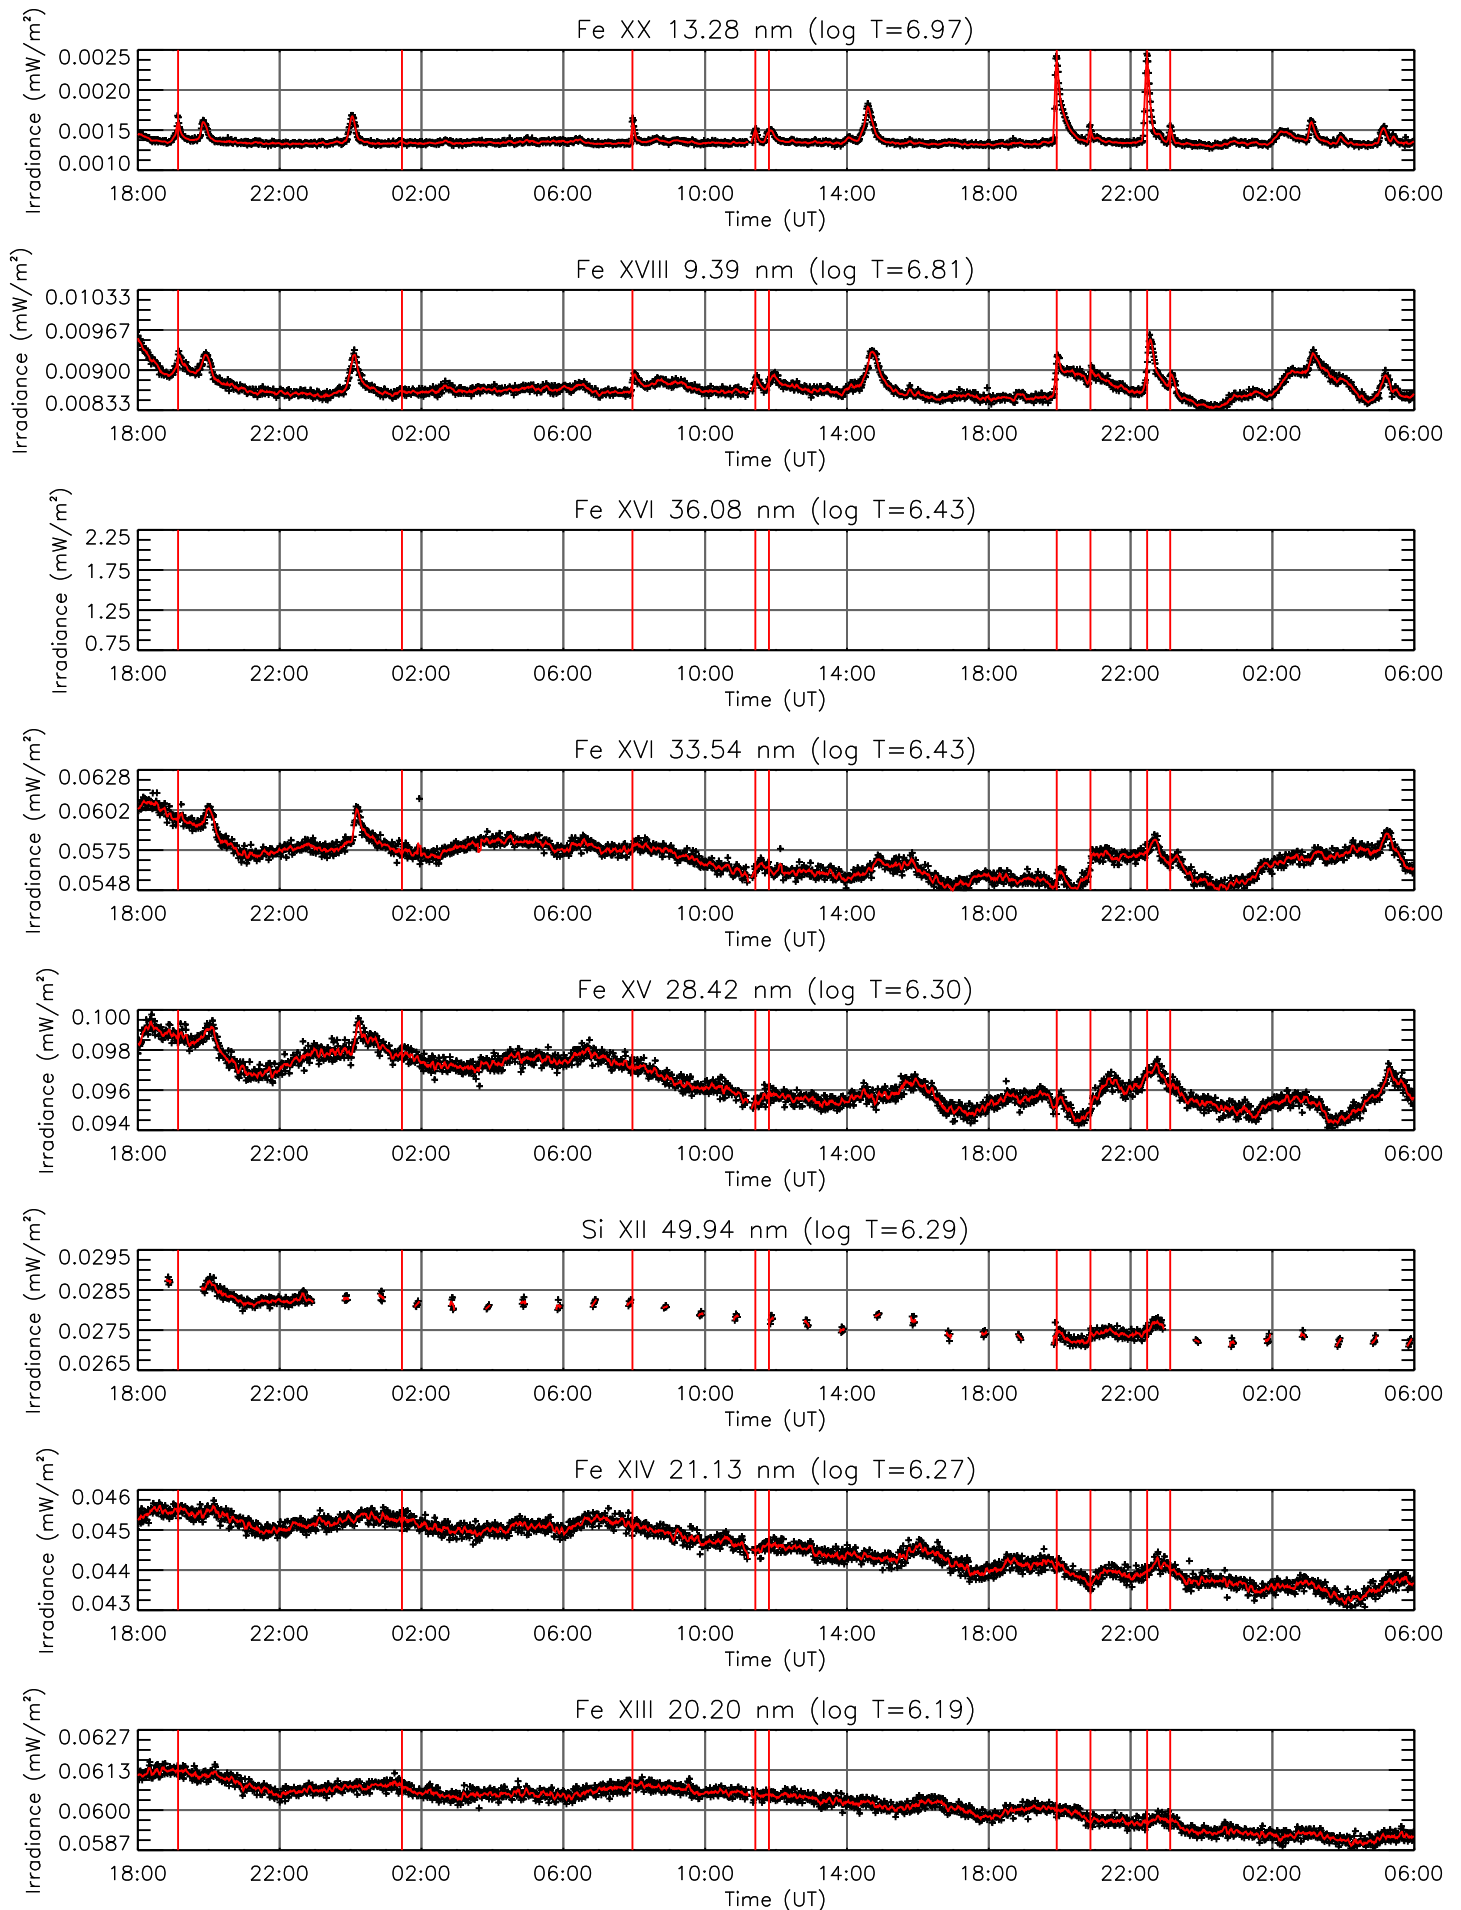 Fe XX 13.28 nm (log T=6.97)
Irradiance (mW/m²)
0.0025
0.0020
0.0015
0.0010
18:00 22:00 02:00 06:00 10:00 14:00 18:00 22:00 02:00 06:00
Time (UT)
Fe XVIII 9.39 nm (log T=6.81)
Irradiance (mW/m²)
0.01033
0.00967
0.00900
0.00833
18:00 22:00 02:00 06:00 10:00 14:00 18:00 22:00 02:00 06:00
Time (UT)
Fe XVI 36.08 nm (log T=6.43)
Irradiance (mW/m²)
2.25
1.75
1.25
0.75
18:00 22:00 02:00 06:00 10:00 14:00 18:00 22:00 02:00 06:00
Time (UT)
Fe XVI 33.54 nm (log T=6.43)
Irradiance (mW/m²)
0.0628
0.0602
0.0575
0.0548
18:00 22:00 02:00 06:00 10:00 14:00 18:00 22:00 02:00 06:00
Time (UT)
Fe XV 28.42 nm (log T=6.30)
Irradiance (mW/m²)
0.100
0.098
0.096
0.094
18:00 22:00 02:00 06:00 10:00 14:00 18:00 22:00 02:00 06:00
Time (UT)
Si XII 49.94 nm (log T=6.29)
Irradiance (mW/m²)
0.0295
0.0285
0.0275
0.0265
18:00 22:00 02:00 06:00 10:00 14:00 18:00 22:00 02:00 06:00
Time (UT)
Fe XIV 21.13 nm (log T=6.27)
Irradiance (mW/m²)
0.046
0.045
0.044
0.043
18:00 22:00 02:00 06:00 10:00 14:00 18:00 22:00 02:00 06:00
Time (UT)
Fe XIII 20.20 nm (log T=6.19)
Irradiance (mW/m²)
0.0627
0.0613
0.0600
0.0587
18:00 22:00 02:00 06:00 10:00 14:00 18:00 22:00 02:00 06:00
Time (UT)